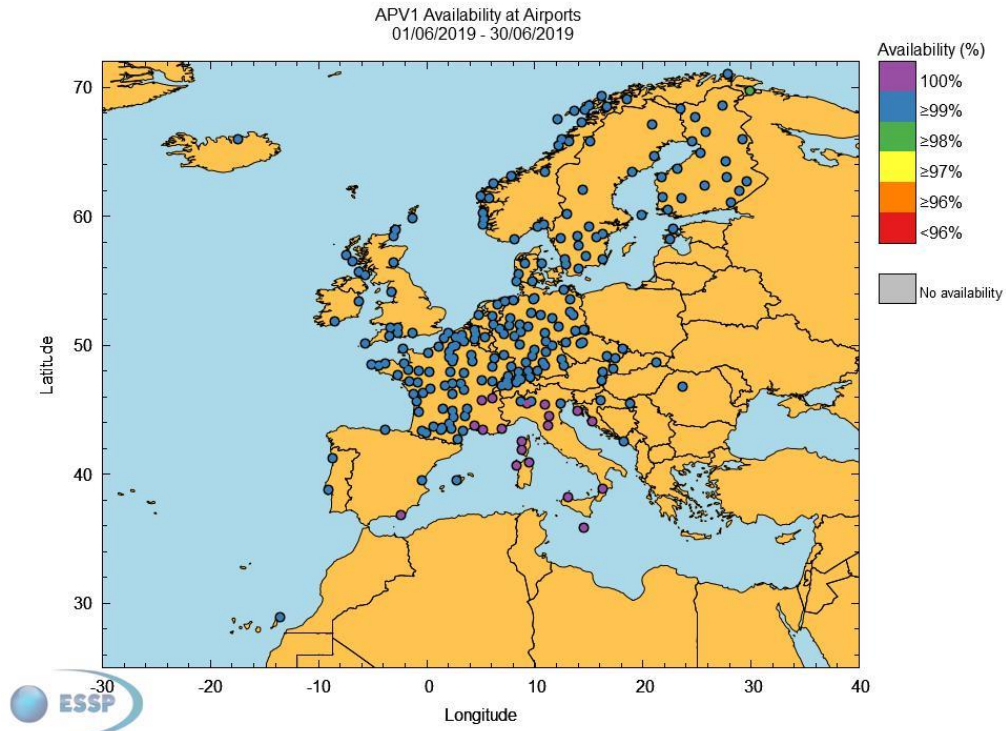 APV1 Availability at Airports
01/06/2019 - 30/06/2019
Availability (%)
100%
≥99%
≥98%
≥97%
≥96%
<96%
No availability
Latitude
70
60
50
40
30
-30
-20
-10
0
10
20
30
40
Longitude
ESSP